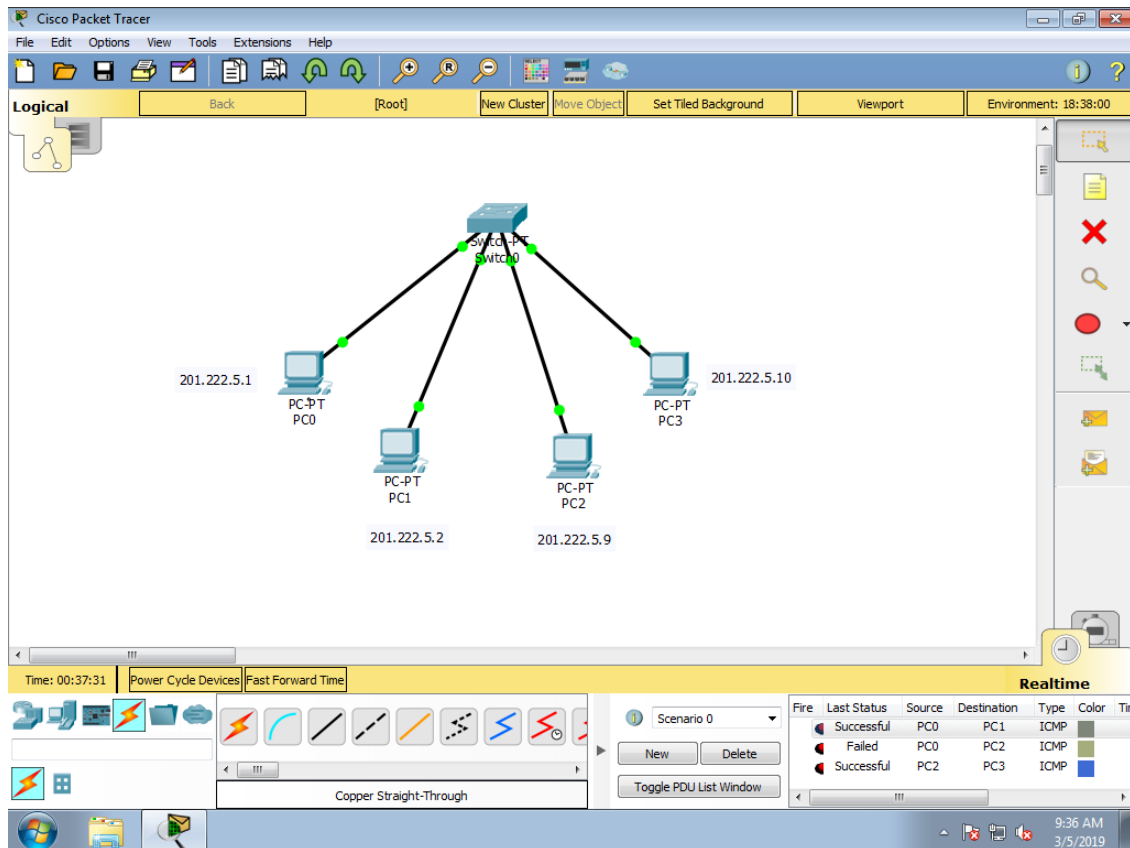 Cisco Packet Tracer
File Edit Options View Tools Extensions Help
Logical Back [Root] New Cluster Move Object Set Tiled Background Viewport Environment: 18:38:00
Switch-PT
Switch0
201.222.5.1
PC-PT
PC0
201.222.5.10
PC-PT
PC3
PC-PT
PC1
PC-PT
PC2
201.222.5.2
201.222.5.9
Time: 00:37:31 Power Cycle Devices Fast Forward Time
Realtime
Scenario 0
New Delete
Toggle PDU List Window
Copper Straight-Through
Fire Last Status Source Destination Type Color
Successful PC0 PC1 ICMP
Failed PC0 PC2 ICMP
Successful PC2 PC3 ICMP
9:36 AM
3/5/2019